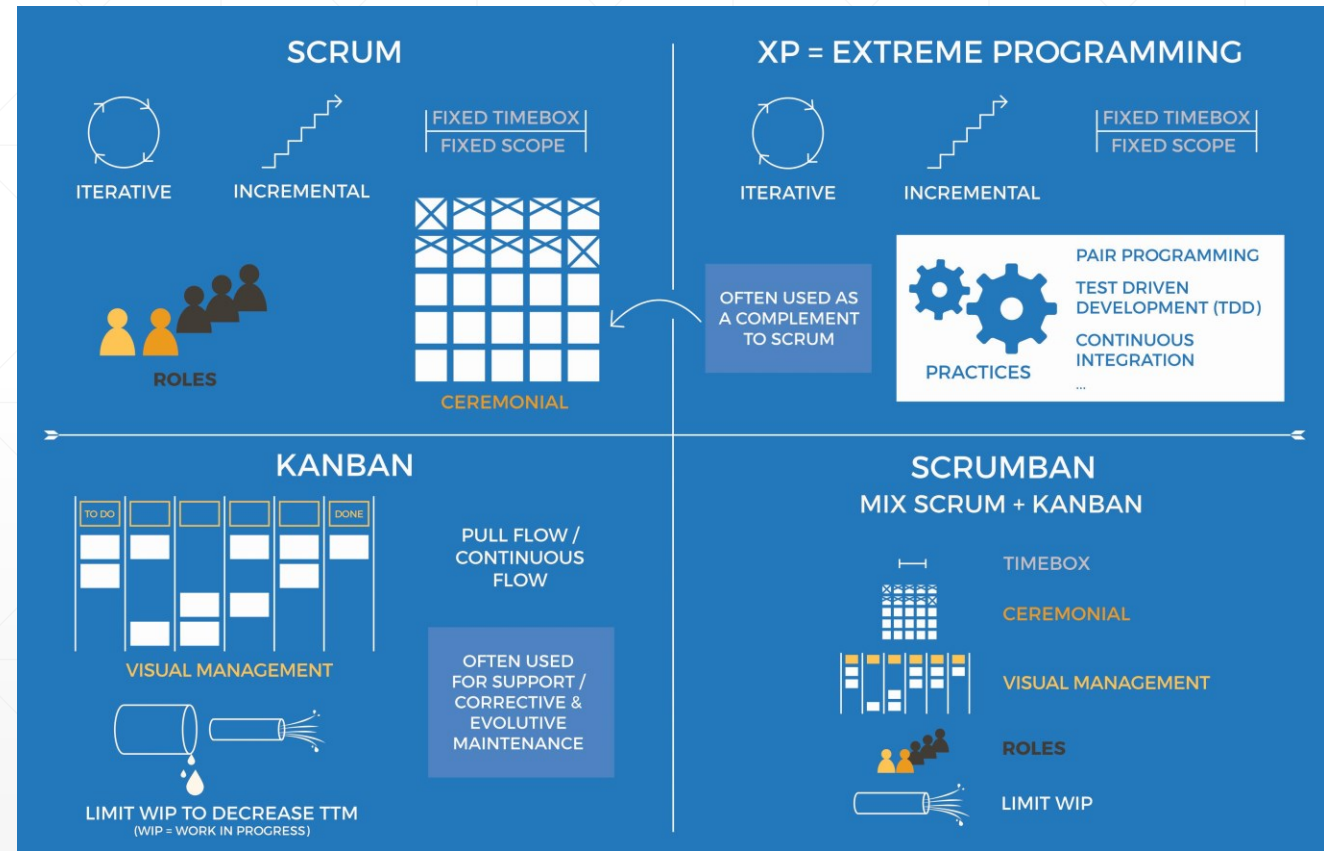 SCRUM
ITERATIVE
INCREMENTAL
FIXED TIMEBOX
FIXED SCOPE
ROLES
CEREMONIAL
XP = EXTREME PROGRAMMING
ITERATIVE
INCREMENTAL
FIXED TIMEBOX
FIXED SCOPE
OFTEN USED AS
A COMPLEMENT
TO SCRUM
PRACTICES
PAIR PROGRAMMING
TEST DRIVEN
DEVELOPMENT (TDD)
CONTINUOUS
INTEGRATION
...
KANBAN
TO DO
DONE
VISUAL MANAGEMENT
PULL FLOW /
CONTINUOUS
FLOW
OFTEN USED
FOR SUPPORT /
CORRECTIVE &
EVOLUTIVE
MAINTENANCE
LIMIT WIP TO DECREASE TTM
(WIP = WORK IN PROGRESS)
SCRUMBAN
MIX SCRUM + KANBAN
TIMEBOX
CEREMONIAL
VISUAL MANAGEMENT
ROLES
LIMIT WIP